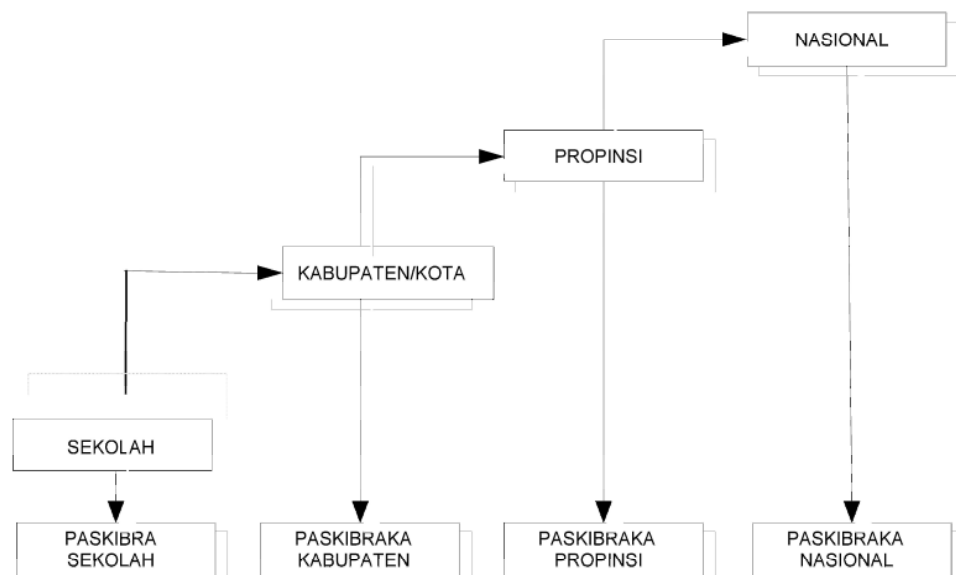 NASIONAL
PROPINSI
KABUPATEN/KOTA
SEKOLAH
PASKIBRA
SEKOLAH
PASKIBRAKA
KABUPATEN
PASKIBRAKA
PROPINSI
PASKIBRAKA
NASIONAL